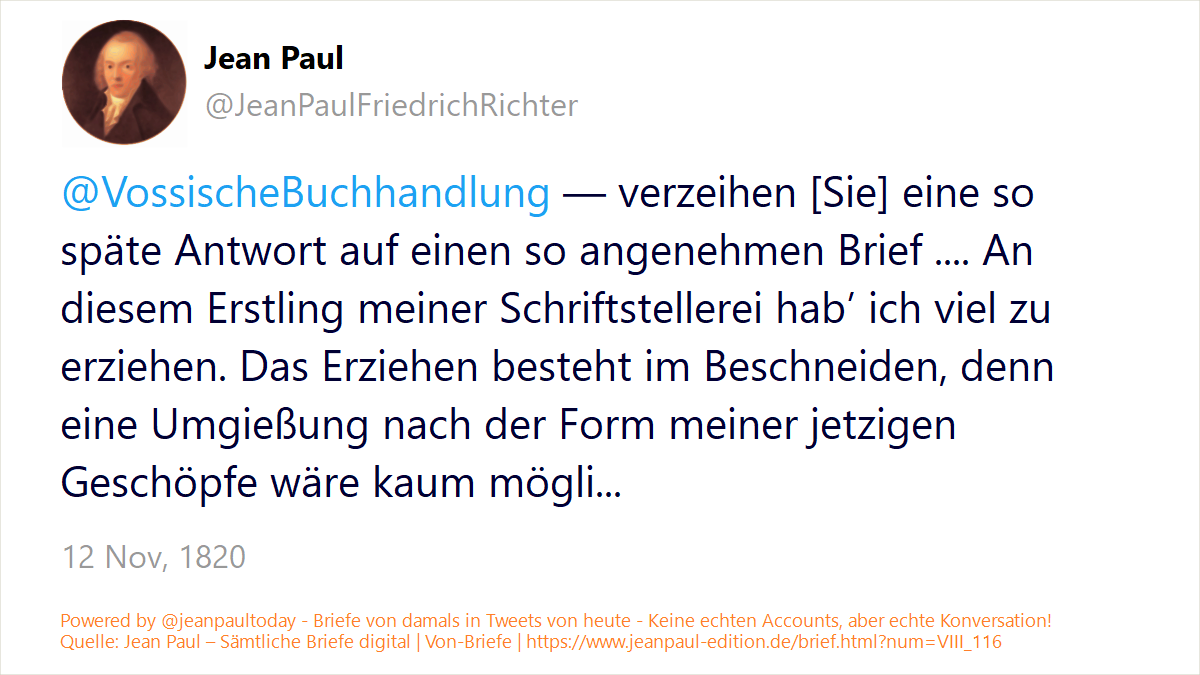 Jean Paul
@JeanPaulFriedrichRichter
@VossischeBuchhandlung — verzeihen [Sie] eine so
späte Antwort auf einen so angenehmen Brief .... An
diesem Erstling meiner Schriftstellerei hab’ ich viel zu
erziehen. Das Erziehen besteht im Beschneiden, denn
eine Umgießung nach der Form meiner jetzigen
Geschöpfe wäre kaum mögli...
12 Nov, 1820
Powered by @jeanpaultoday - Briefe von damals in Tweets von heute - Keine echten Accounts, aber echte Konversation!
Quelle: Jean Paul – Sämtliche Briefe digital | Von-Briefe | https://www.jeanpaul-edition.de/brief.html?num=VIII_116